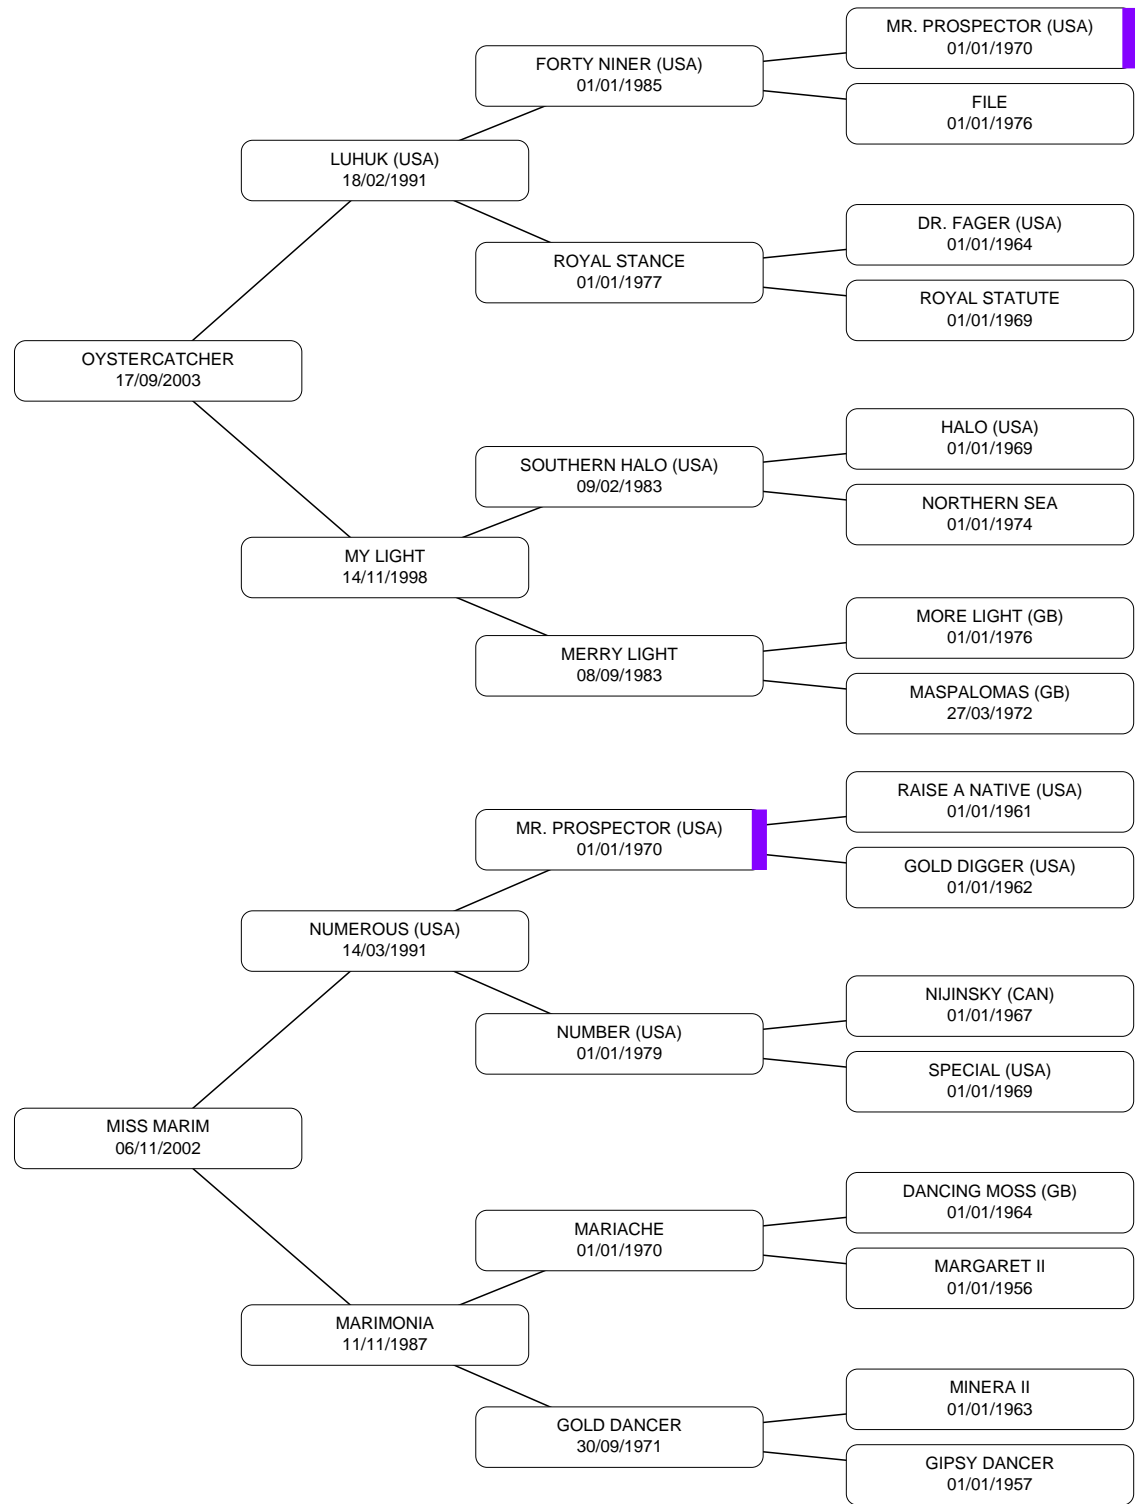 MR. PROSPECTOR (USA)
01/01/1970
FORTY NINER (USA)
01/01/1985
FILE
01/01/1976
LUHUK (USA)
18/02/1991
DR. FAGER (USA)
01/01/1964
ROYAL STANCE
01/01/1977
ROYAL STATUTE
01/01/1969
OYSTERCATCHER
17/09/2003
HALO (USA)
01/01/1969
SOUTHERN HALO (USA)
09/02/1983
NORTHERN SEA
01/01/1974
MY LIGHT
14/11/1998
MORE LIGHT (GB)
01/01/1976
MERRY LIGHT
08/09/1983
MASPALOMAS (GB)
27/03/1972
RAISE A NATIVE (USA)
01/01/1961
MR. PROSPECTOR (USA)
01/01/1970
GOLD DIGGER (USA)
01/01/1962
NUMEROUS (USA)
14/03/1991
NIJINSKY (CAN)
01/01/1967
NUMBER (USA)
01/01/1979
SPECIAL (USA)
01/01/1969
MISS MARIM
06/11/2002
DANCING MOSS (GB)
01/01/1964
MARIACHE
01/01/1970
MARGARET II
01/01/1956
MARIMONIA
11/11/1987
MINERA II
01/01/1963
GOLD DANCER
30/09/1971
GIPSY DANCER
01/01/1957